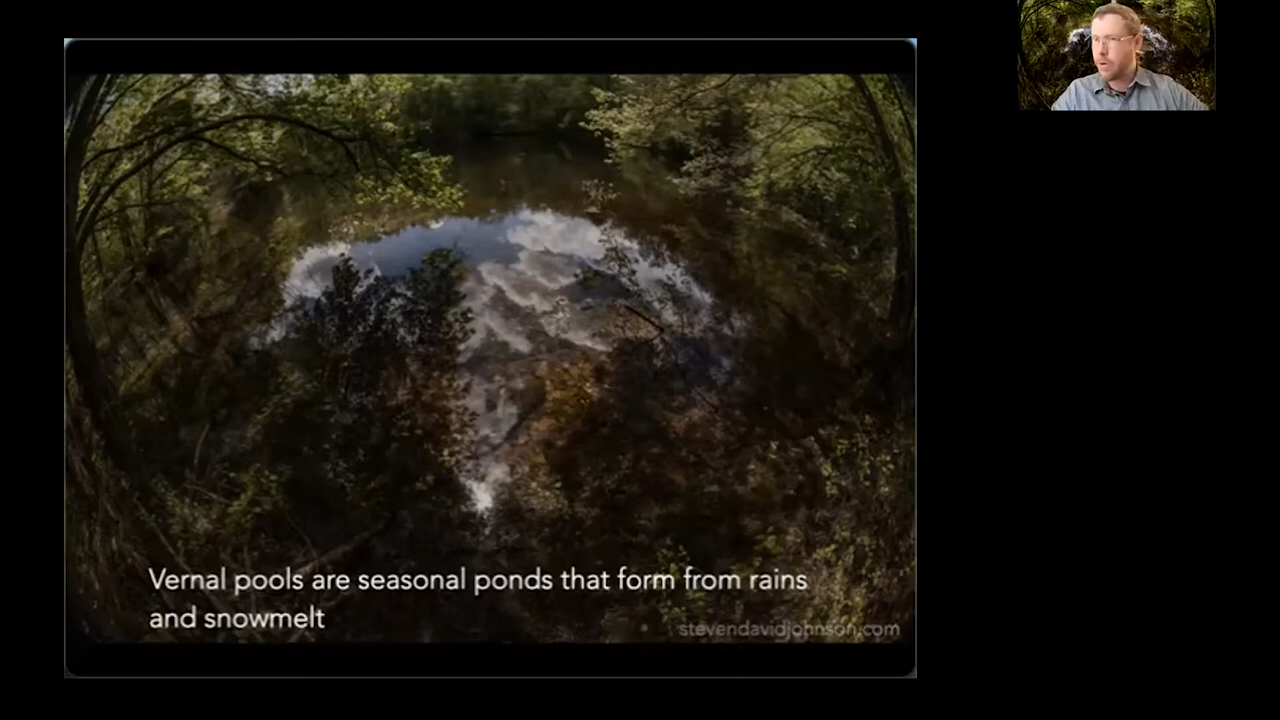 Vernal pools are seasonal ponds that form from rains
and snowmelt
stevendavidjohnson.com